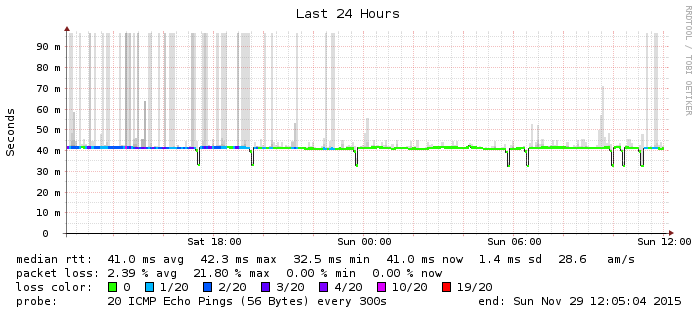 Last 24 Hours
RRDTOOL / TOBI OETIKER
Seconds
90 m
80 m
70 m
60 m
50 m
40 m
30 m
20 m
10 m
0
Sat 18:00 Sun 00:00 Sun 06:00 Sun 12:00
median rtt: 41.0 ms avg 42.3 ms max 32.5 ms min 41.0 ms now 1.4 ms sd 28.6 am/s
packet loss: 2.39 % avg 21.80 % max 0.00 % min 0.00 % now
loss color: 0 1/20 2/20 3/20 4/20 10/20 19/20
probe: 20 ICMP Echo Pings (56 Bytes) every 300s end: Sun Nov 29 12:05:04 2015